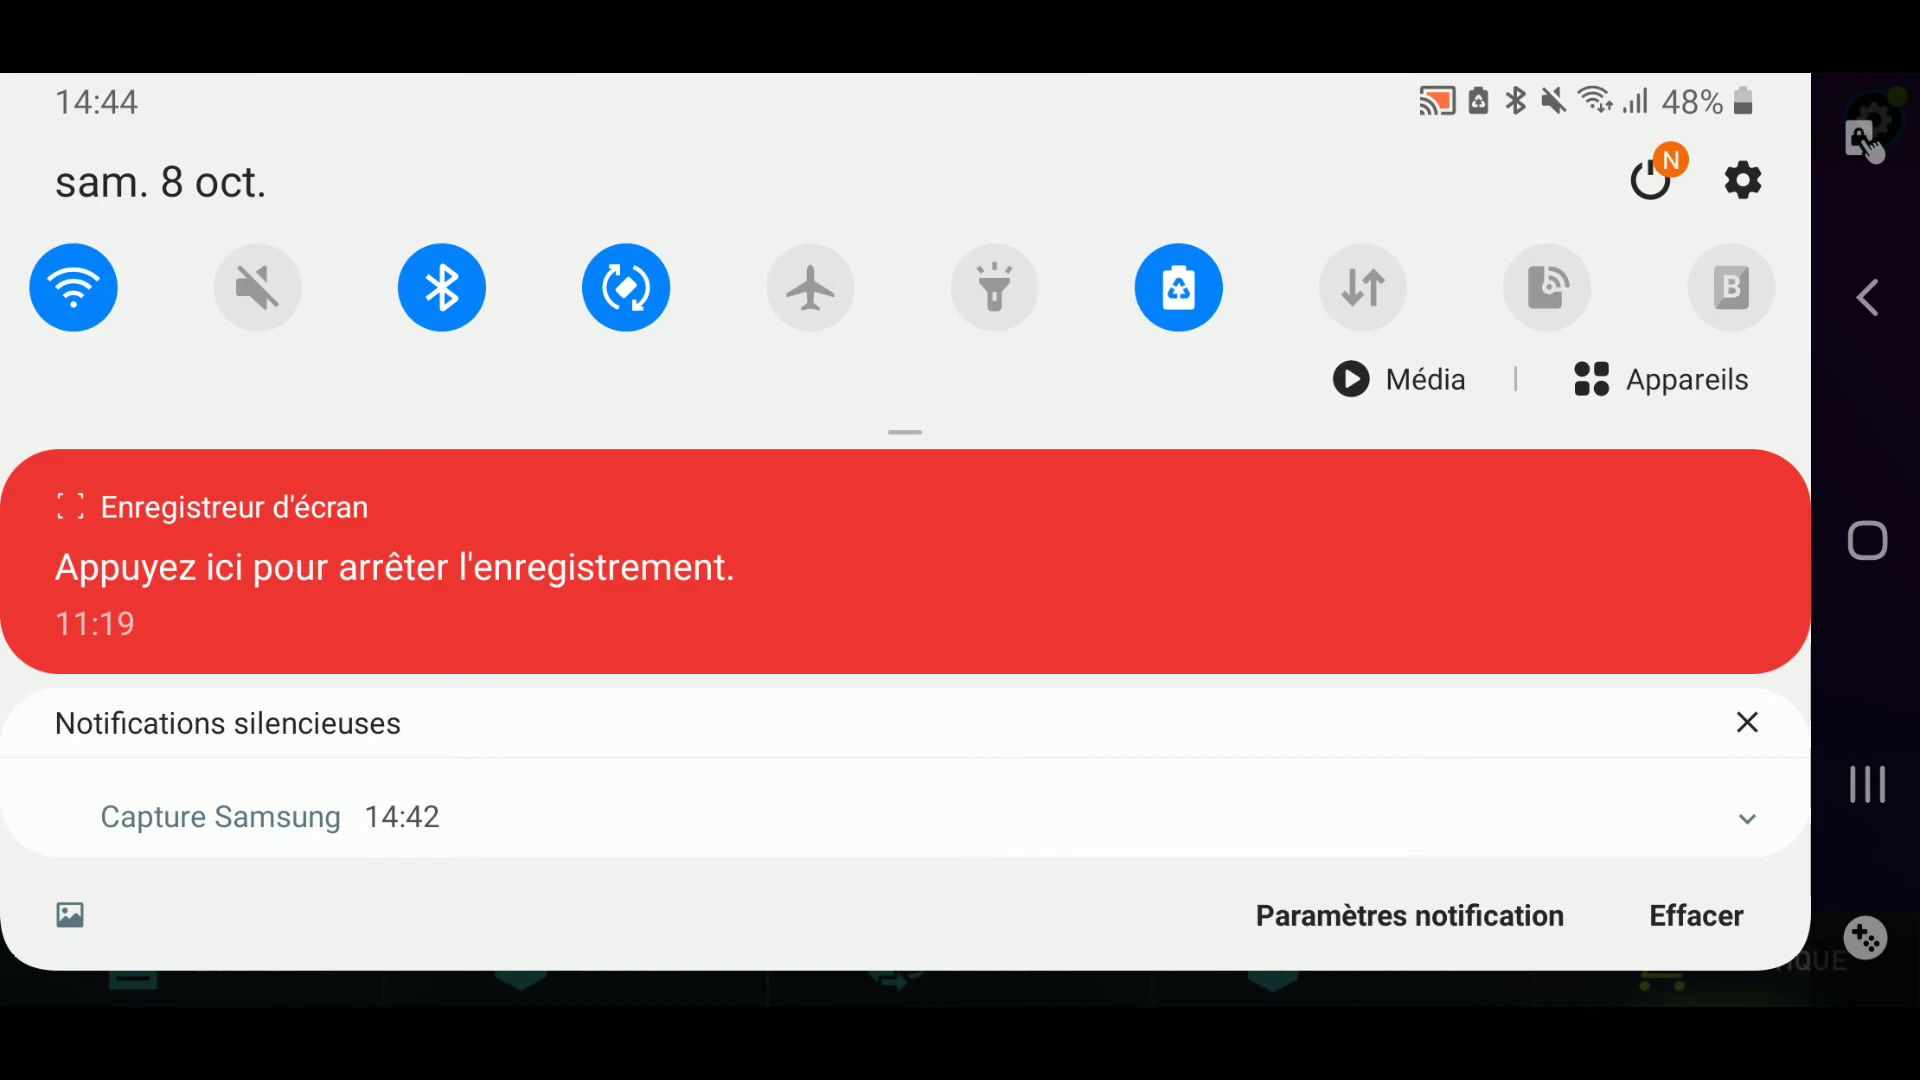 14:44
48%
sam. 8 oct.
N
B
Média | Appareils
Enregistreur d'écran
Appuyez ici pour arrêter l'enregistrement.
11:19
Notifications silencieuses
Capture Samsung 14:42
Paramètres notification Effacer